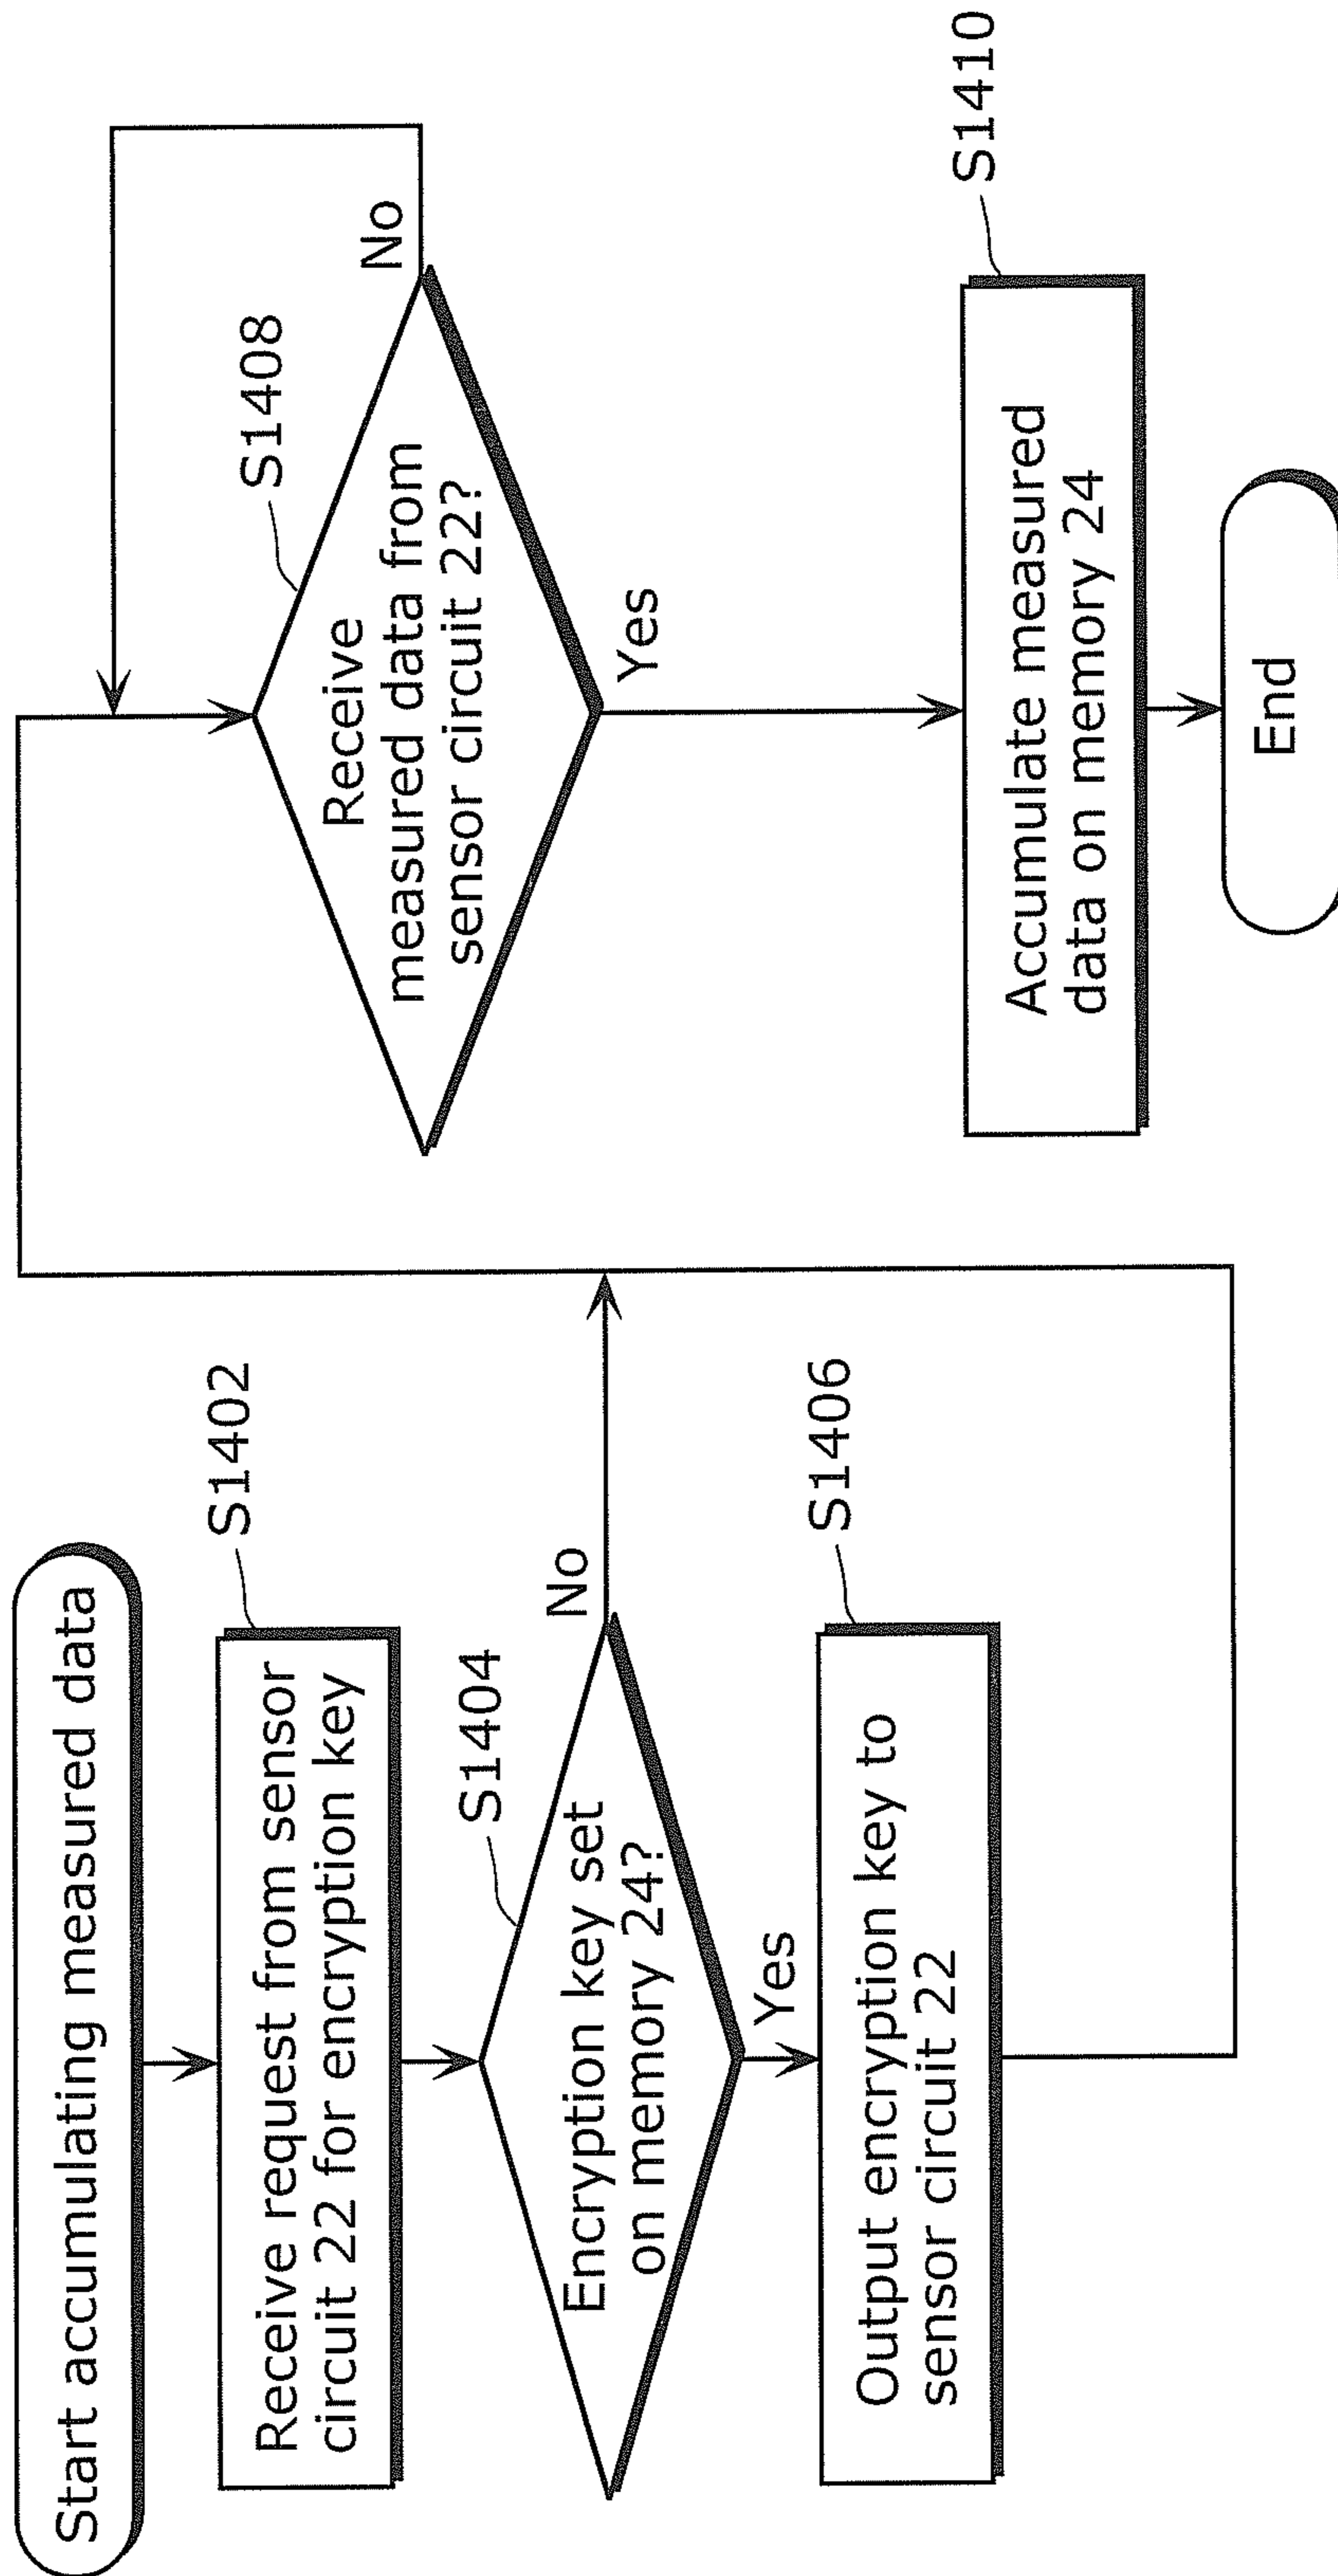 Start accumulating measured data
S1402
Receive request from sensor
circuit 22 for encryption key
S1404
Encryption key set
on memory 24?
No
Yes
S1406
Output encryption key to
sensor circuit 22
S1408
Receive
measured data from
sensor circuit 22?
No
Yes
S1410
Accumulate measured
data on memory 24
End